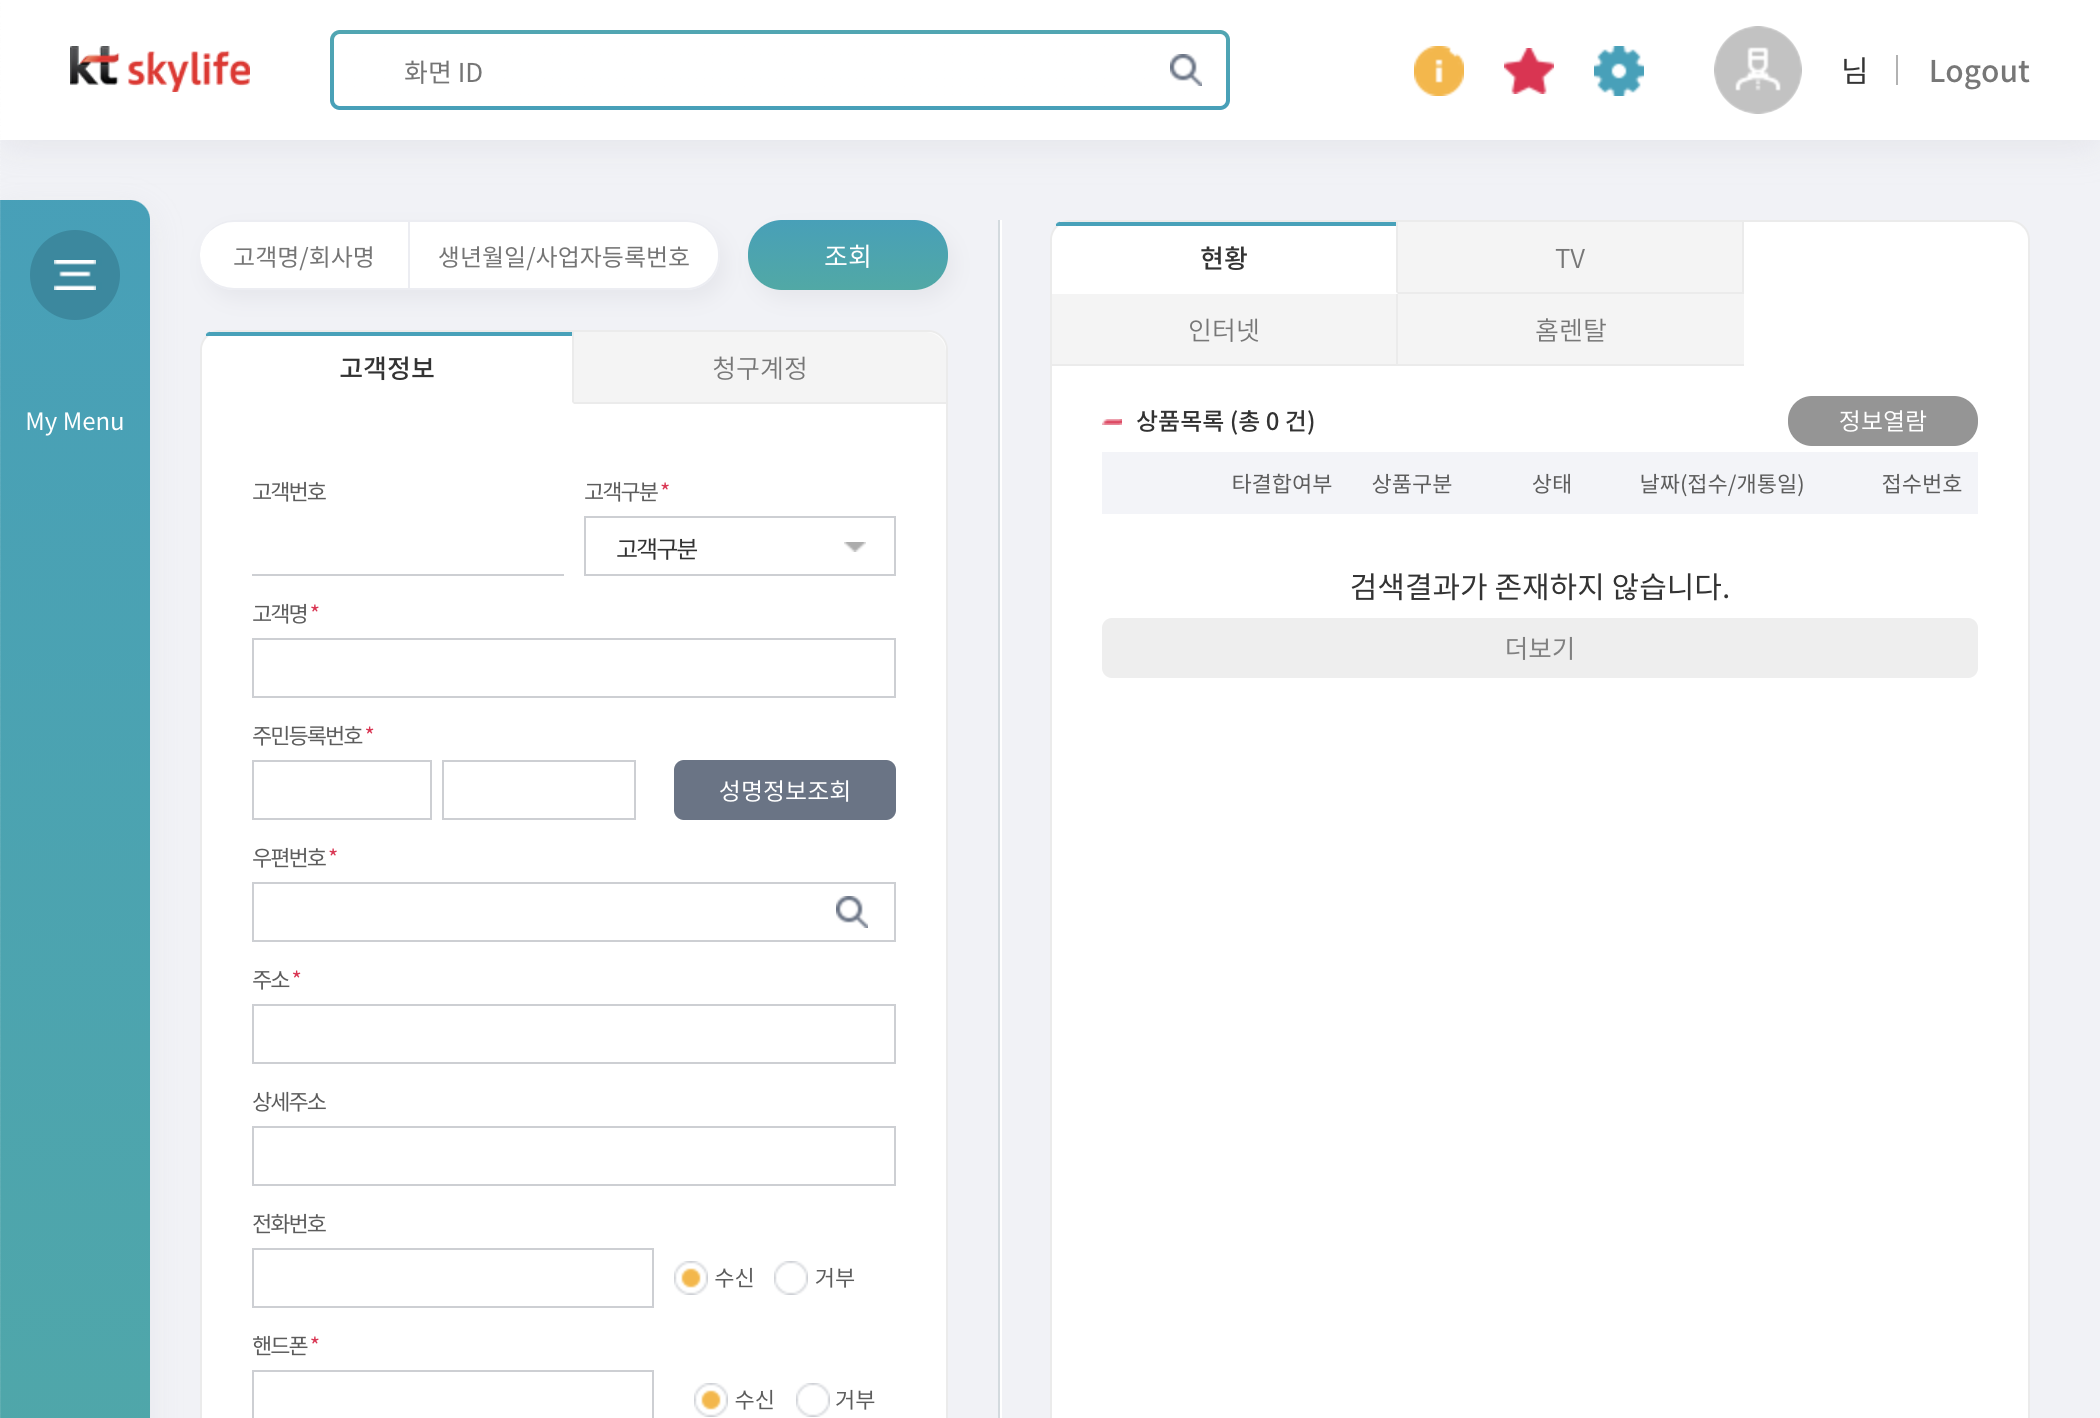 kt skylife
화면 ID
님 | Logout
My Menu
고객명/회사명
생년월일/사업자등록번호
조회
고객정보
청구계정
고객번호
고객구분*
고객구분
고객명*
주민등록번호*
성명정보조회
우편번호*
주소*
상세주소
전화번호
수신 거부
핸드폰*
수신 거부
현황
TV
인터넷
홈렌탈
상품목록 (총 0 건)
정보열람
타결합여부 상품구분 상태 날짜(접수/개통일) 접수번호
검색결과가 존재하지 않습니다.
더보기